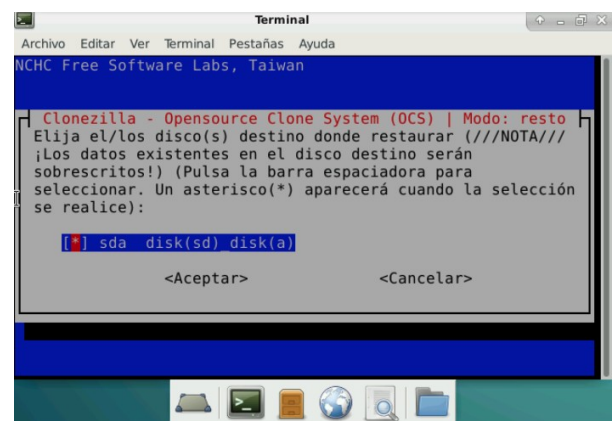 Terminal
Archivo Editar Ver Terminal Pestañas Ayuda
NCHC Free Software Labs, Taiwan
Clonezilla - Opensource Clone System (OCS) | Modo: resto
Elija el/los disco(s) destino donde restaurar (///NOTA///
¡Los datos existentes en el disco destino serán
sobrescritos!) (Pulsa la barra espaciadora para
seleccionar. Un asterisco(*) aparecerá cuando la selección
se realice):
[*] sda disk(sd)_disk(a)
<Aceptar> <Cancelar>